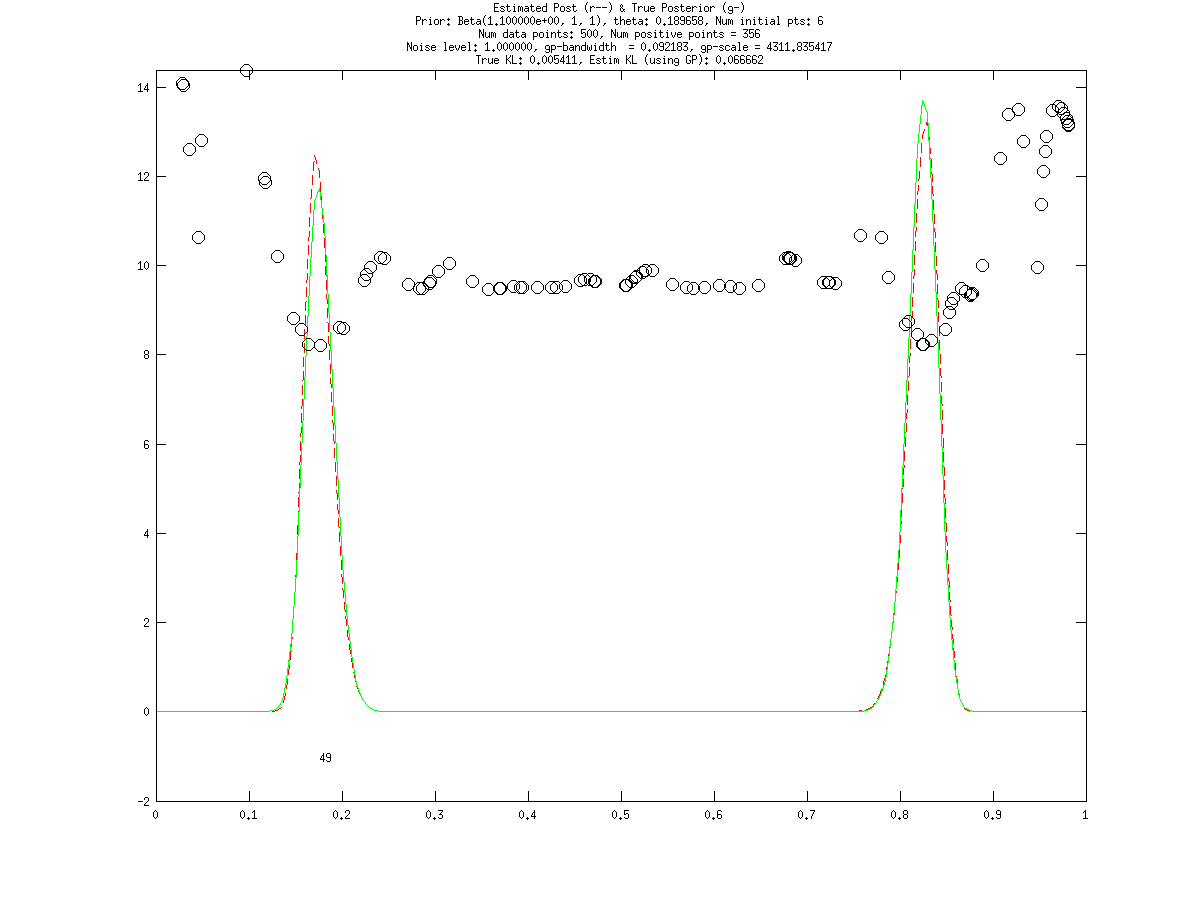 Estimated Post (r--) & True Posterior (g-)
Prior: Beta(1.100000e+00, 1, 1), theta: 0.189658, Num initial pts: 6
Num data points: 500, Num positive points = 356
Noise level: 1.000000, gp-bandwidth  = 0.092183, gp-scale = 4311.835417
True KL: 0.005411, Estim KL (using GP): 0.066662
14
12
10
8
6
4
2
0
49
-2
0 0.1 0.2 0.3 0.4 0.5 0.6 0.7 0.8 0.9 1